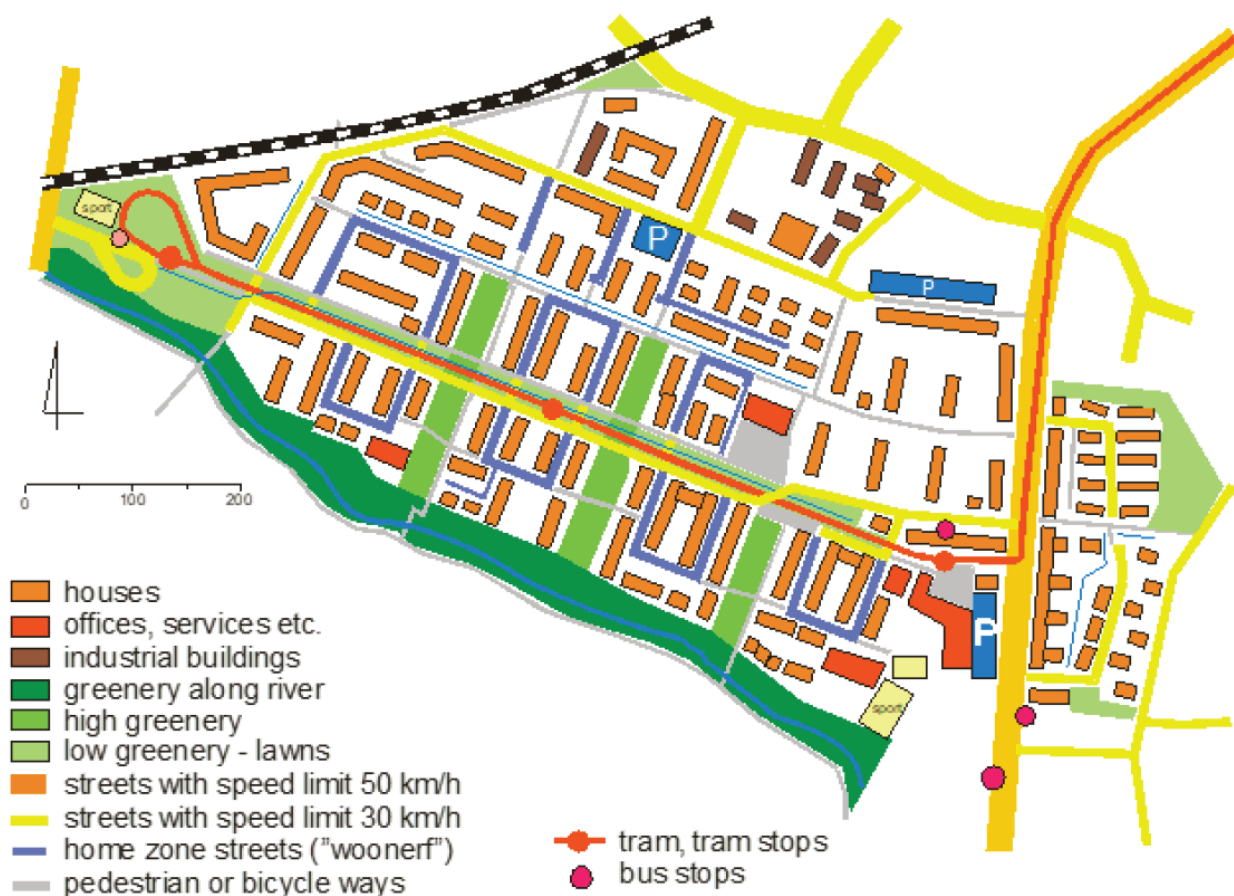 sport
P
P
0 100 200
P
sport
houses
offices, services etc.
industrial buildings
greenery along river
high greenery
low greenery - lawns
streets with speed limit 50 km/h
streets with speed limit 30 km/h
home zone streets ("woonerf")
pedestrian or bicycle ways
tram, tram stops
bus stops